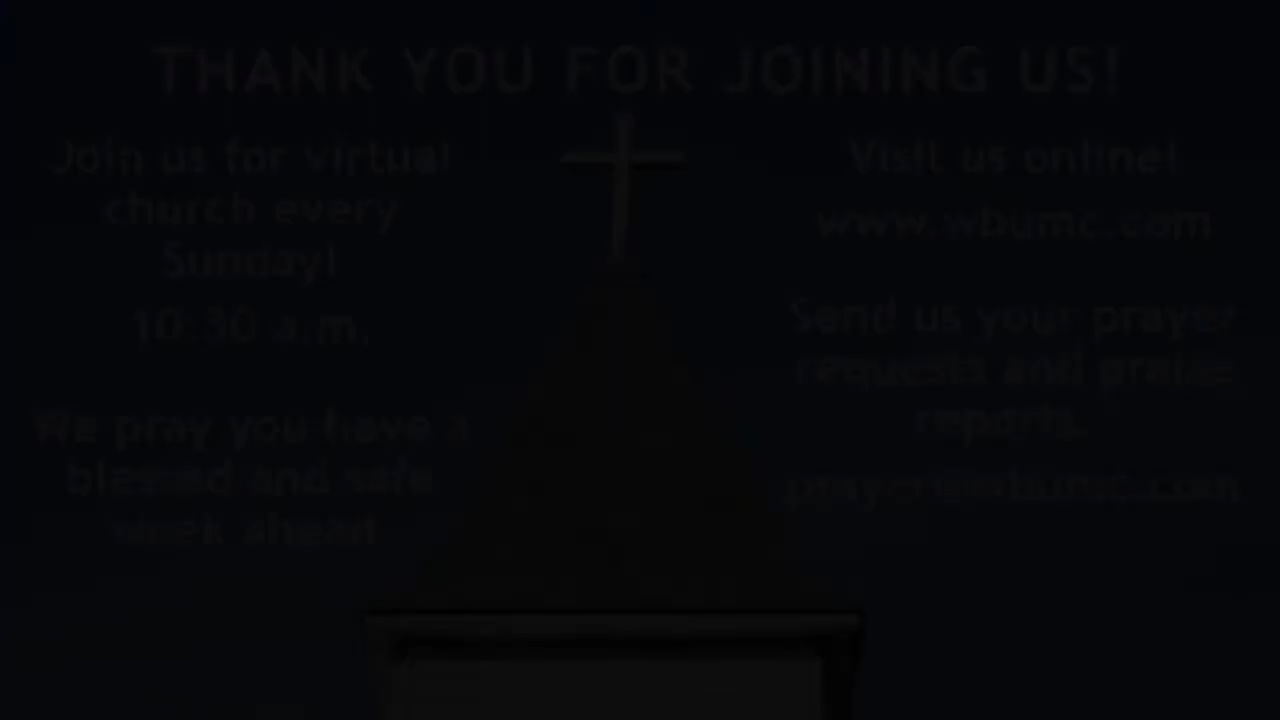 THANK YOU FOR JOINING US!
Join us for virtual
church every
Sunday!
10:30 a.m.
We pray you have a
blessed and safe
week ahead
Visit us online!
www.wbumc.com
Send us your prayer
requests and praise
reports.
prayers@wbumc.com